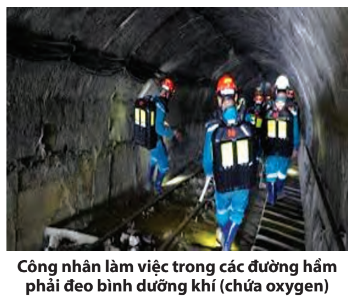 Công nhân làm việc trong các đường hầm
phải đeo bình dưỡng khí (chứa oxygen)